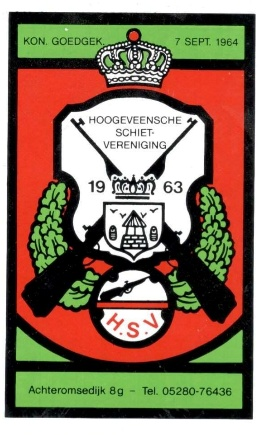 KON. GOEDGEK. 7 SEPT. 1964
HOOGEVEENSCHE
SCHIET-
VERENIGING
19 63
H.S.V
Achteromsedijk 8g - Tel. 05280-76436